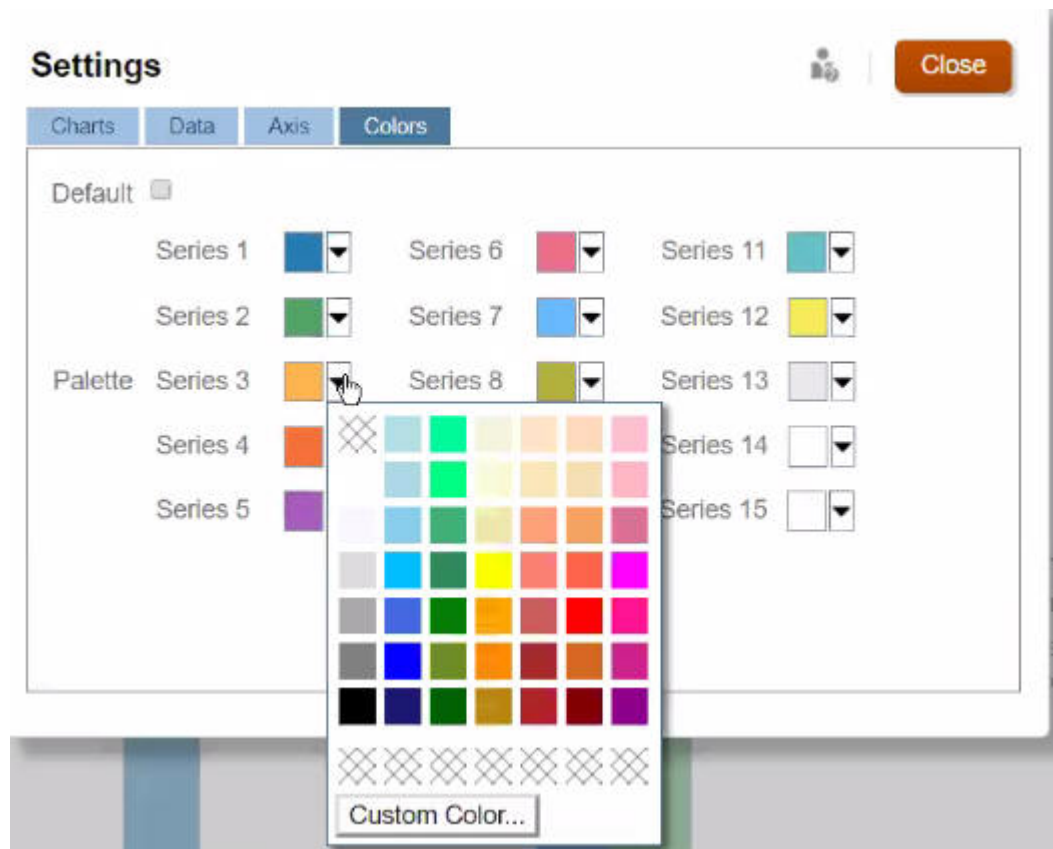 Settings
Close
Charts Data Axis Colors
Default
Series 1 Series 6 Series 11
Series 2 Series 7 Series 12
Palette Series 3 Series 8 Series 13
Series 4 Series 14
Series 5 Series 15
Custom Color...